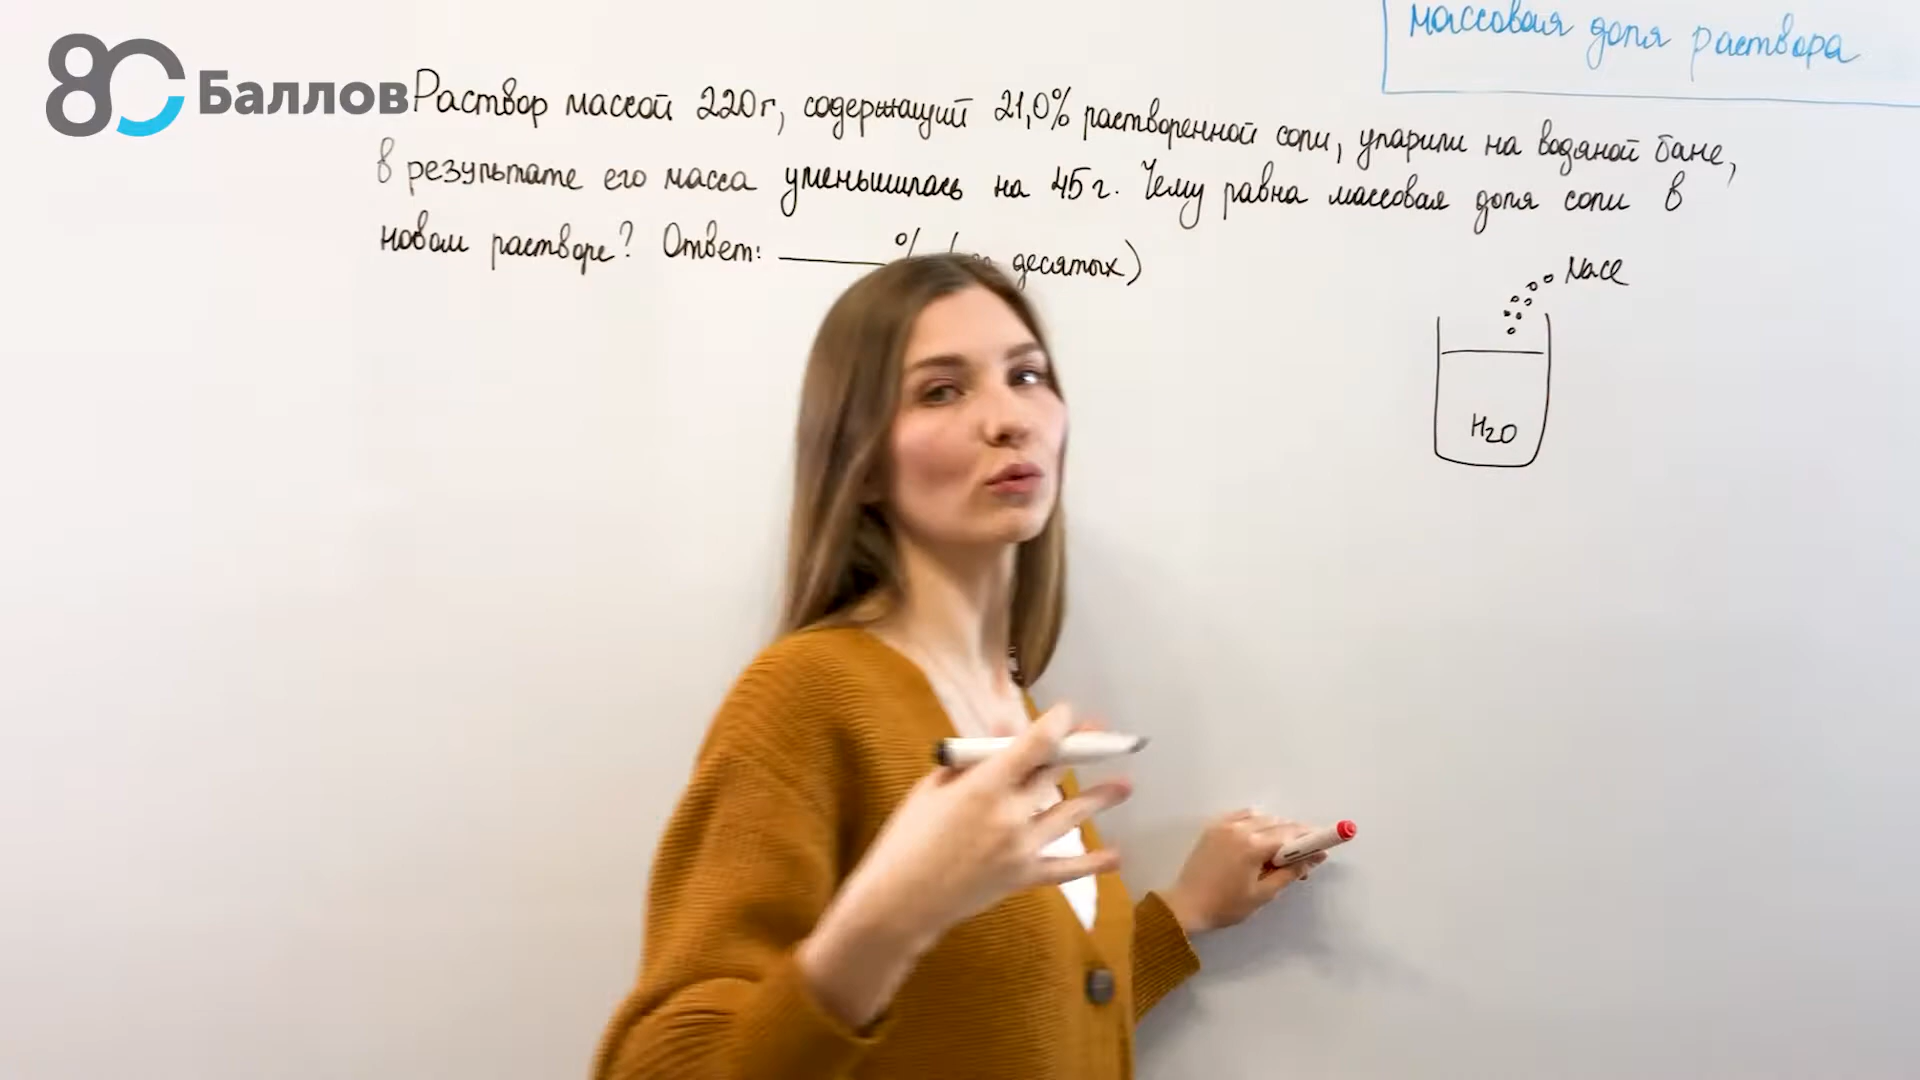 массовая доля раствора
80 Баллов
Раствор массой 220г, содержащий 21,0% растворенной соли, упарили на водяной бане,
в результате его масса уменьшилась на 45г. Чему равна массовая доля соли в
новом растворе? Ответ: ______% ( десятых)
NaCl
H2O